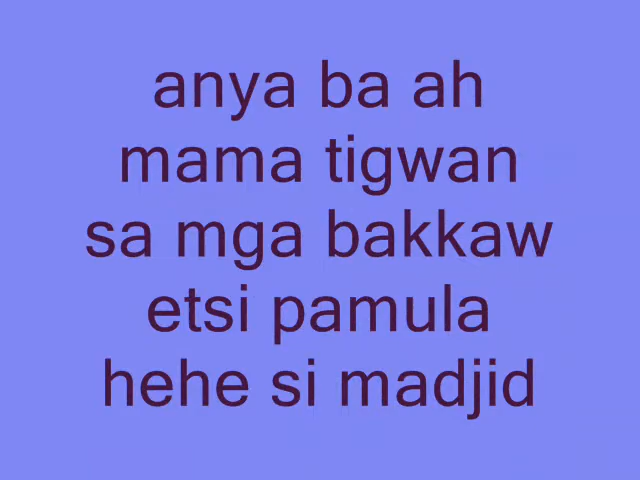 anya ba ah
mama tigwan
sa mga bakkaw
etsi pamula
hehe si madjid